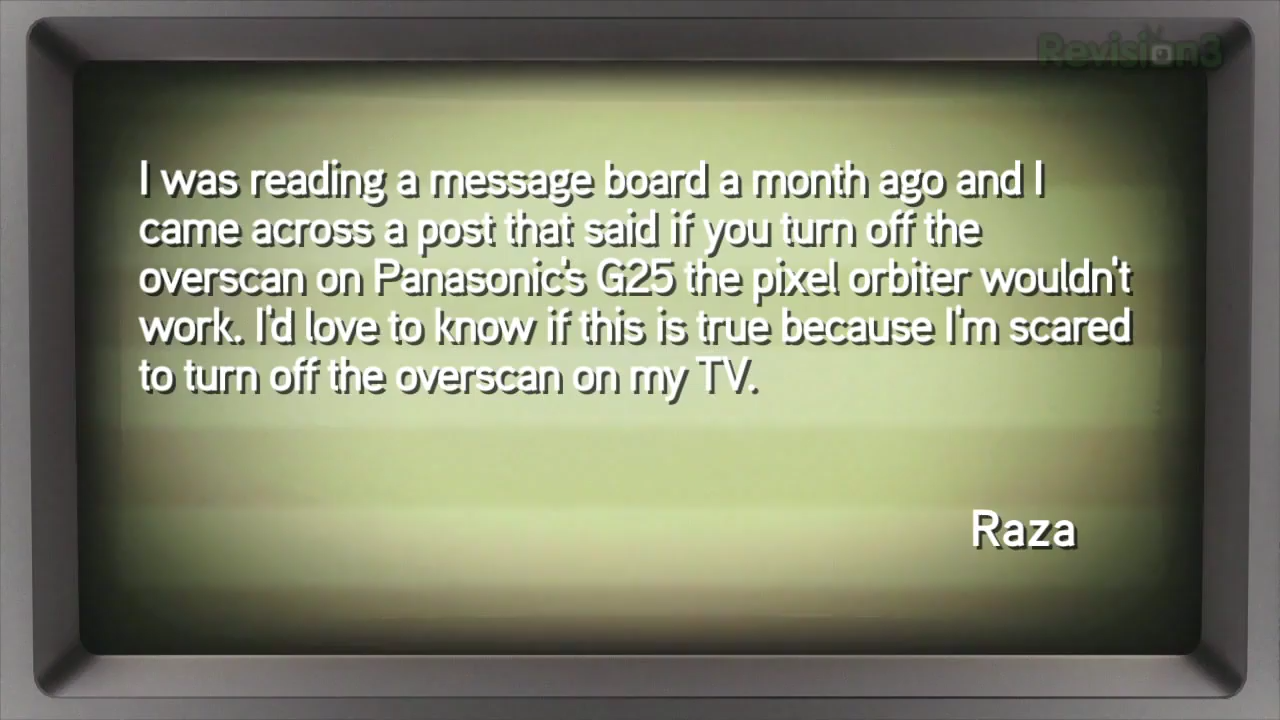 Revision3
I was reading a message board a month ago and I
came across a post that said if you turn off the
overscan on Panasonic's G25 the pixel orbiter wouldn't
work. I'd love to know if this is true because I'm scared
to turn off the overscan on my TV.
Raza